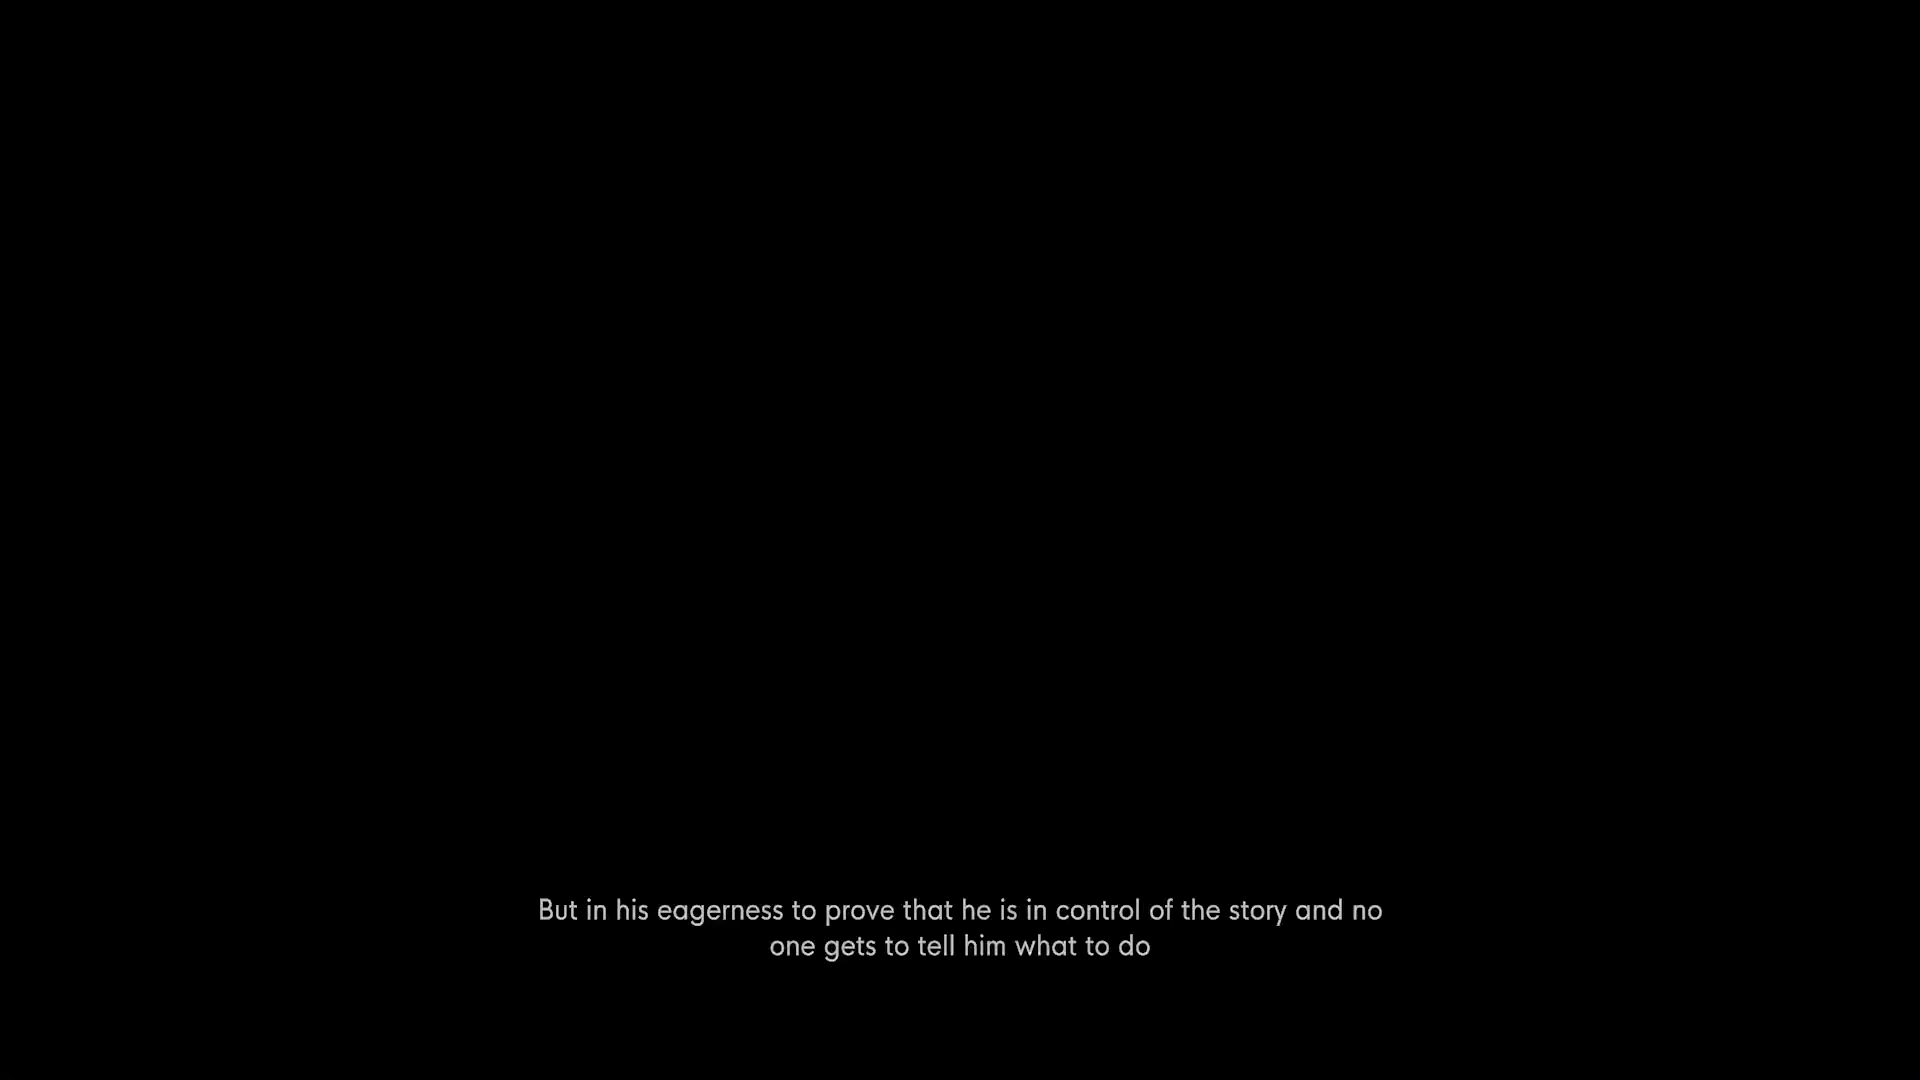 But in his eagerness to prove that he is in control of the story and no
one gets to tell him what to do